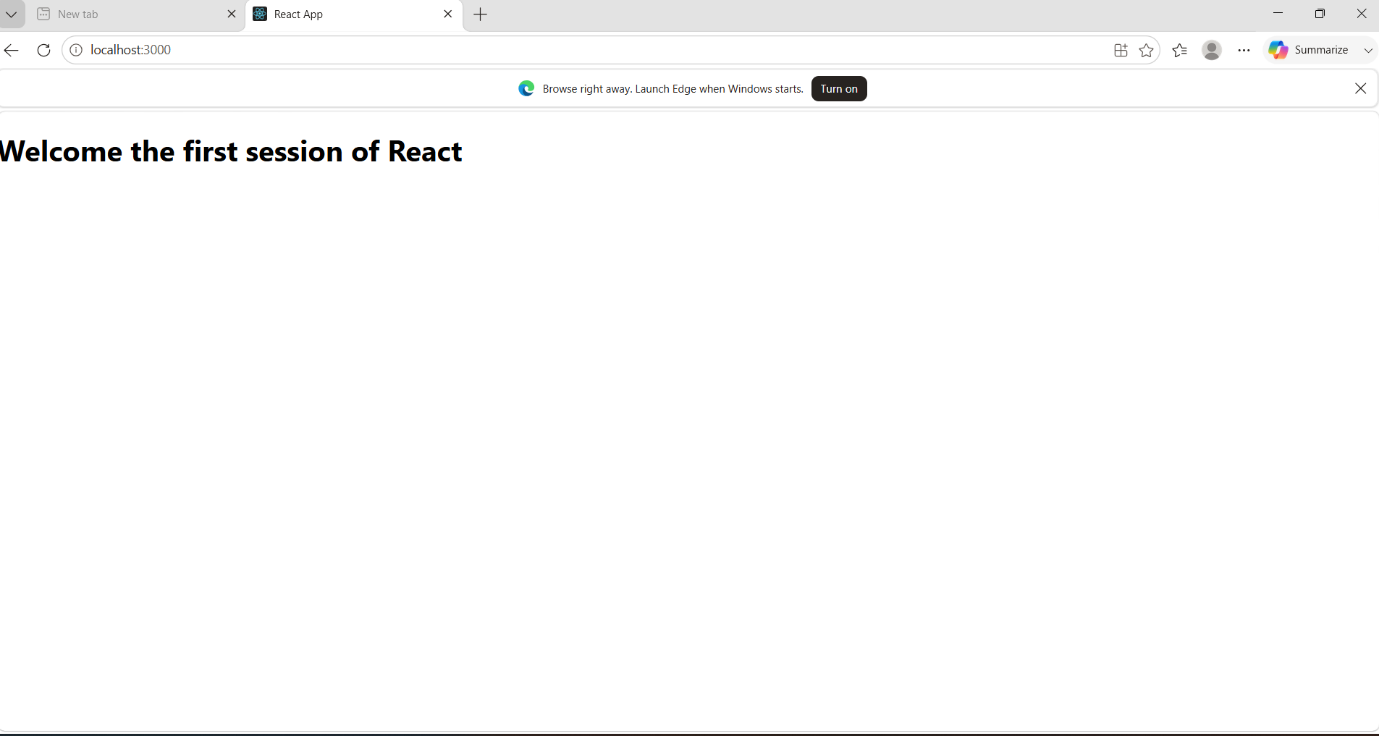 New tab
React App
localhost:3000
Summarize
Browse right away. Launch Edge when Windows starts. Turn on
Welcome the first session of React